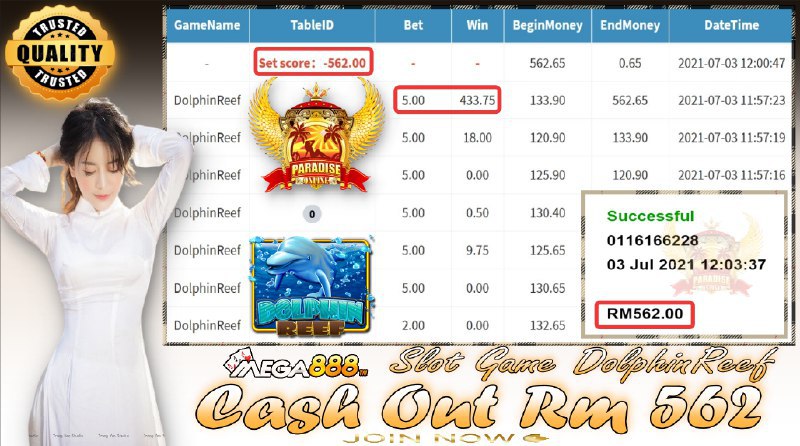 TRUSTED
QUALITY
TRUSTED
GameName TableID Bet Win BeginMoney EndMoney DateTime
- Set score: -562.00 - - 562.65 0.65 2021-07-03 12:00:47
DolphinReef 5.00 433.75 133.90 562.65 2021-07-03 11:57:23
DolphinReef 5.00 18.00 120.90 133.90 2021-07-03 11:57:19
DolphinReef 5.00 0.00 125.90 120.90 2021-07-03 11:57:16
DolphinReef 0 5.00 0.50 130.40
DolphinReef 5.00 9.75 125.65
DolphinReef 5.00 0.00 130.65
DolphinReef 2.00 0.00 132.65
PARADISE
ONLINE
DOLPHIN
REEF
Successful
0116166228
03 Jul 2021 12:03:37
RM562.00
MEGA888 Slot Game DolphinReef
Cash Out Rm 562
JOIN NOW